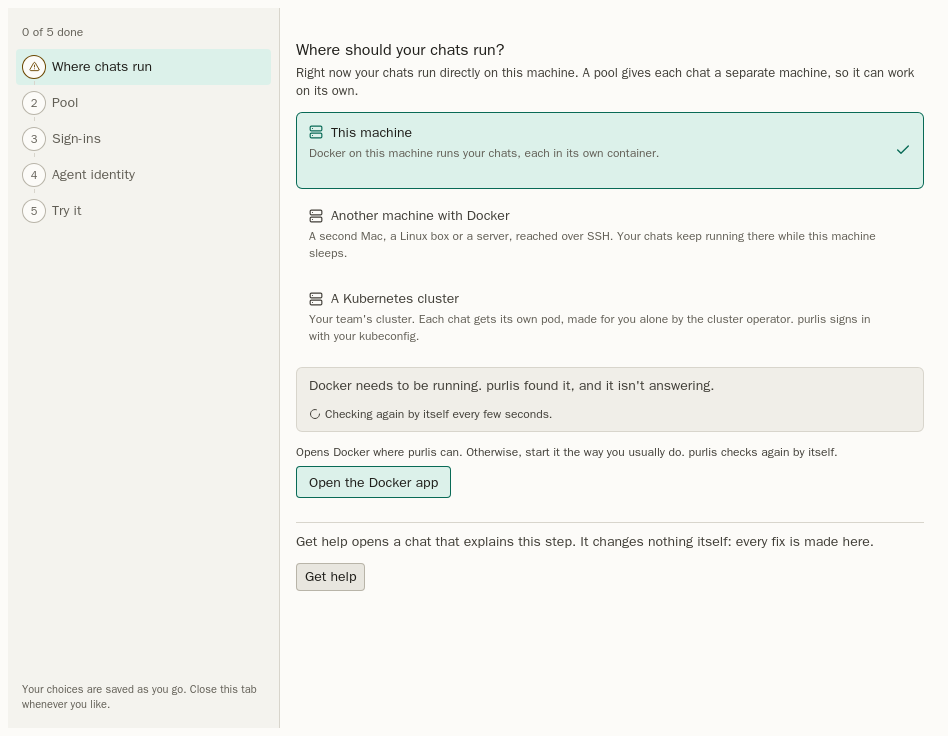 0 of 5 done
Where chats run
2 Pool
3 Sign-ins
4 Agent identity
5 Try it
Your choices are saved as you go. Close this tab
whenever you like.
Where should your chats run?
Right now your chats run directly on this machine. A pool gives each chat a separate machine, so it can work
on its own.
This machine
Docker on this machine runs your chats, each in its own container.
Another machine with Docker
A second Mac, a Linux box or a server, reached over SSH. Your chats keep running there while this machine
sleeps.
A Kubernetes cluster
Your team's cluster. Each chat gets its own pod, made for you alone by the cluster operator. purlis signs in
with your kubeconfig.
Docker needs to be running. purlis found it, and it isn't answering.
Checking again by itself every few seconds.
Opens Docker where purlis can. Otherwise, start it the way you usually do. purlis checks again by itself.
Open the Docker app
Get help opens a chat that explains this step. It changes nothing itself: every fix is made here.
Get help